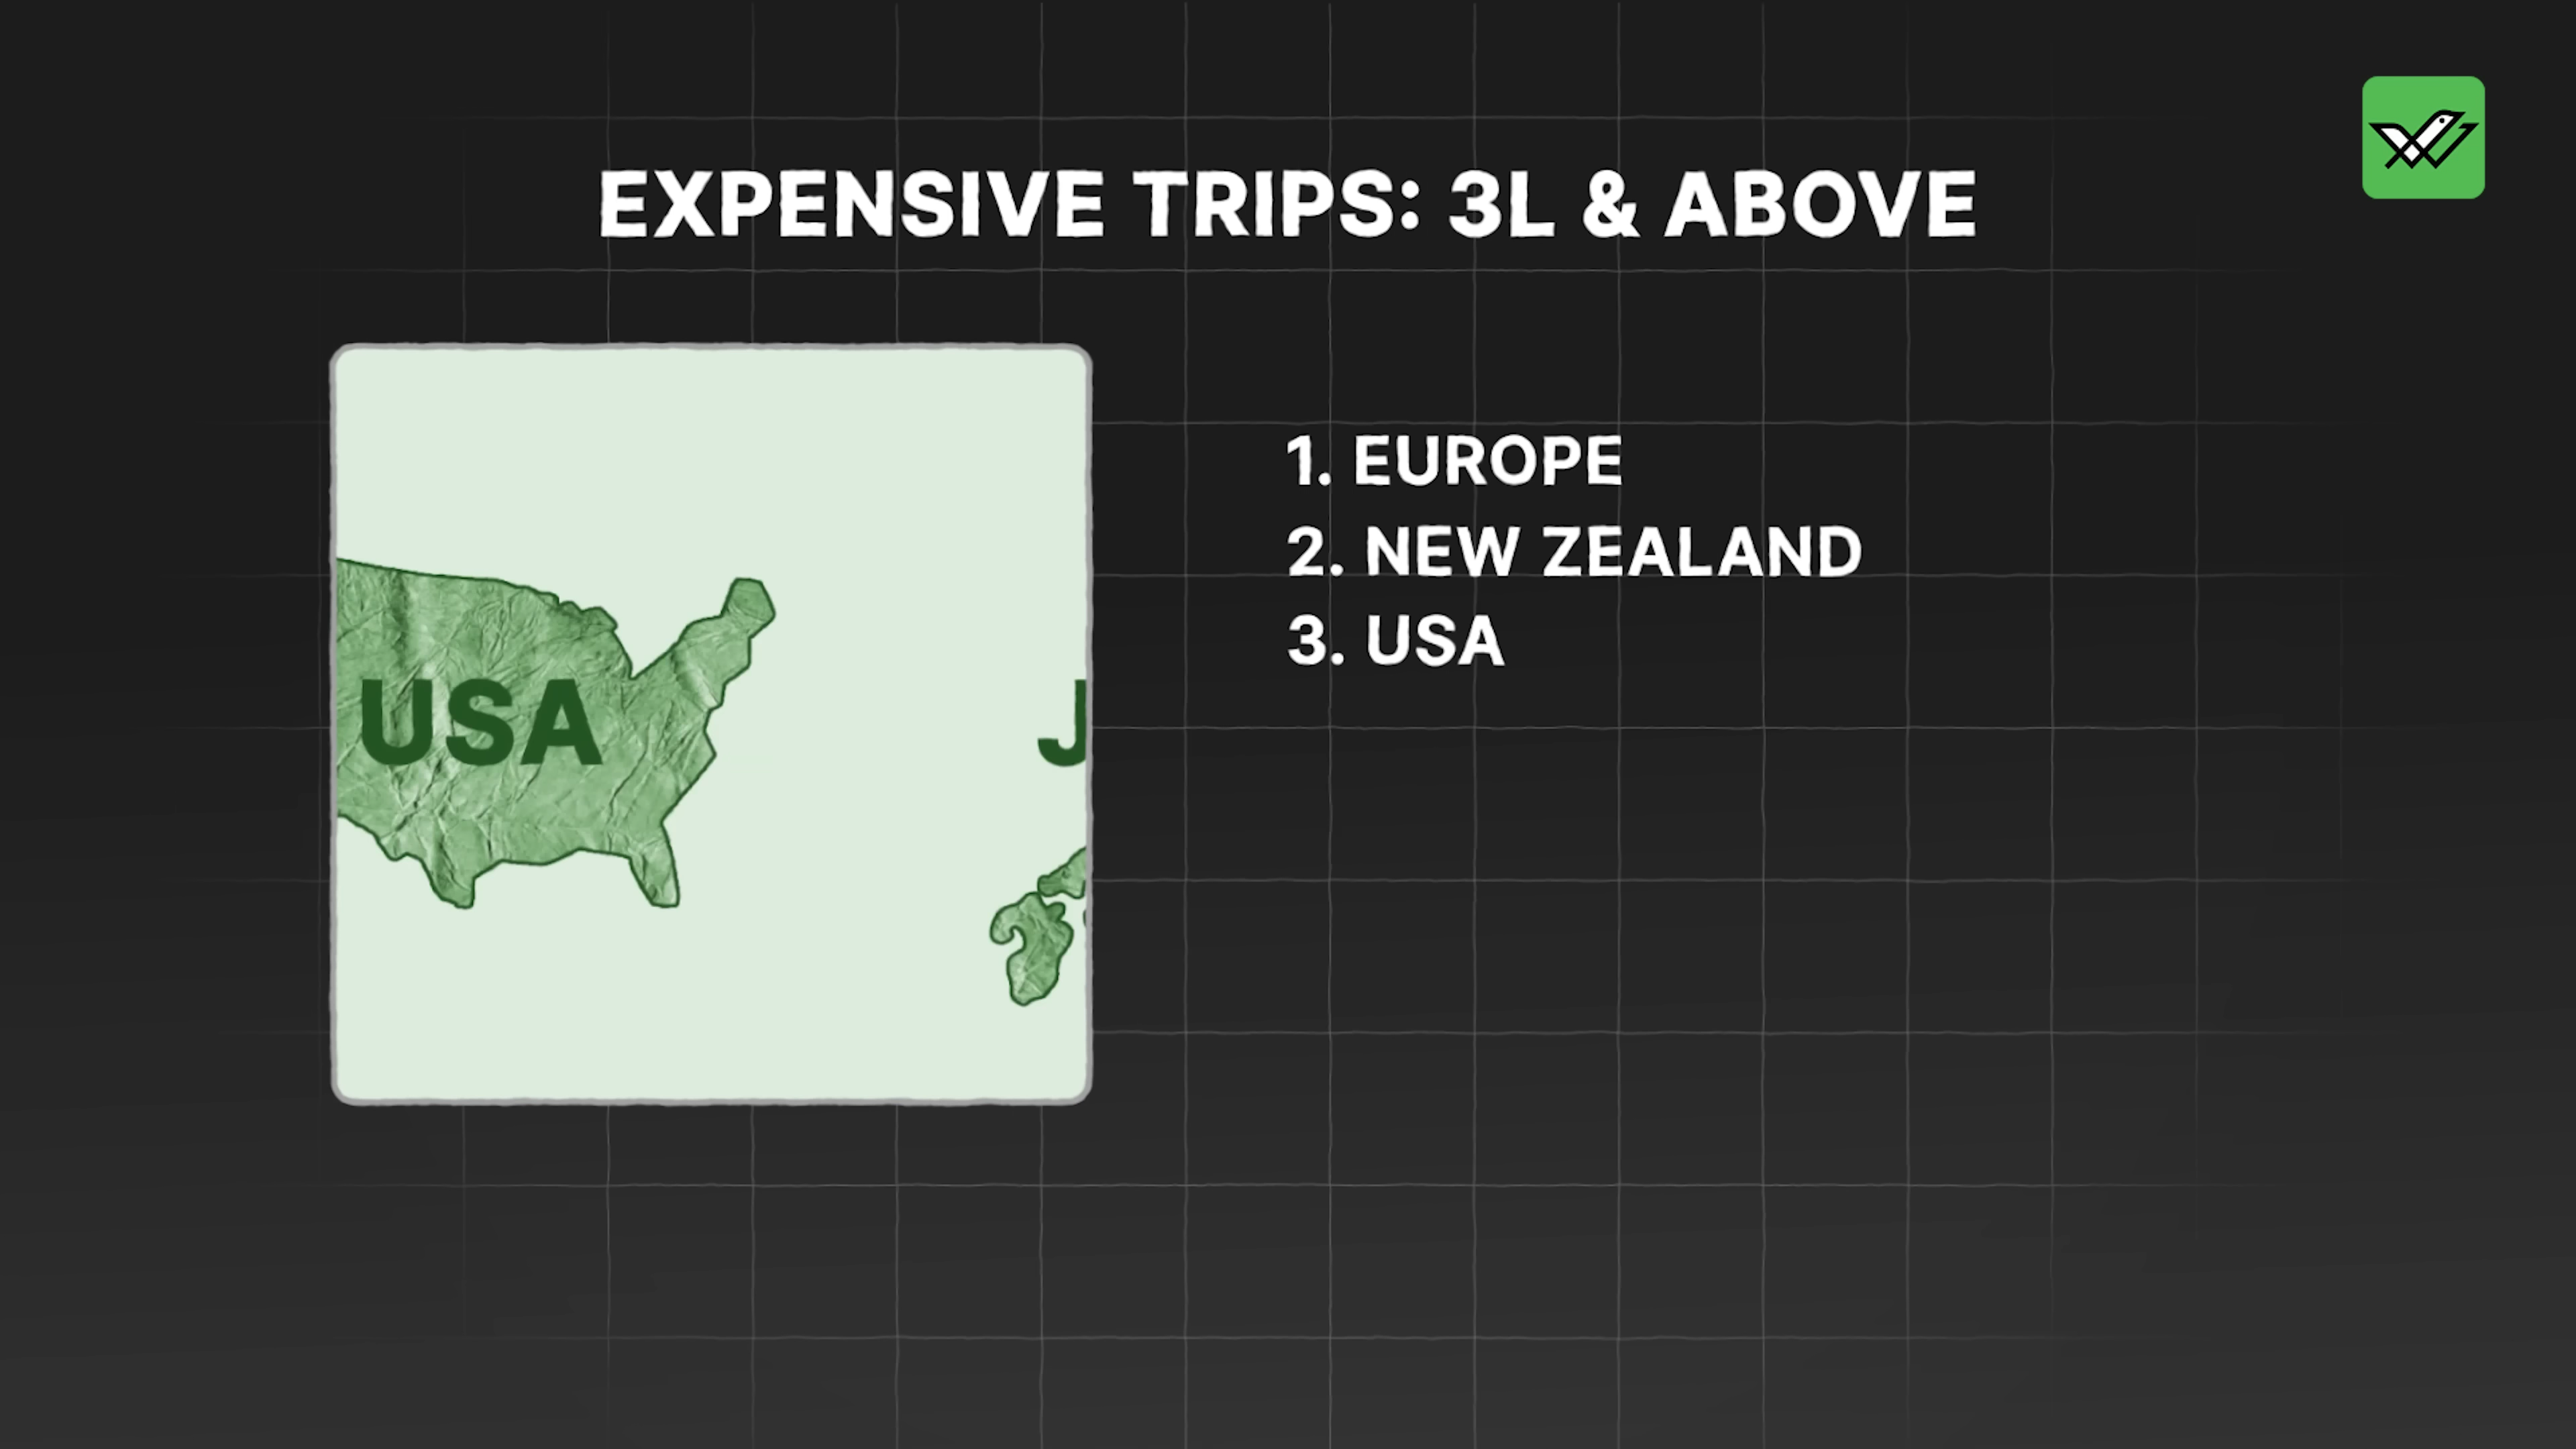 EXPENSIVE TRIPS: 3L & ABOVE
USA
J
1. EUROPE
2. NEW ZEALAND
3. USA